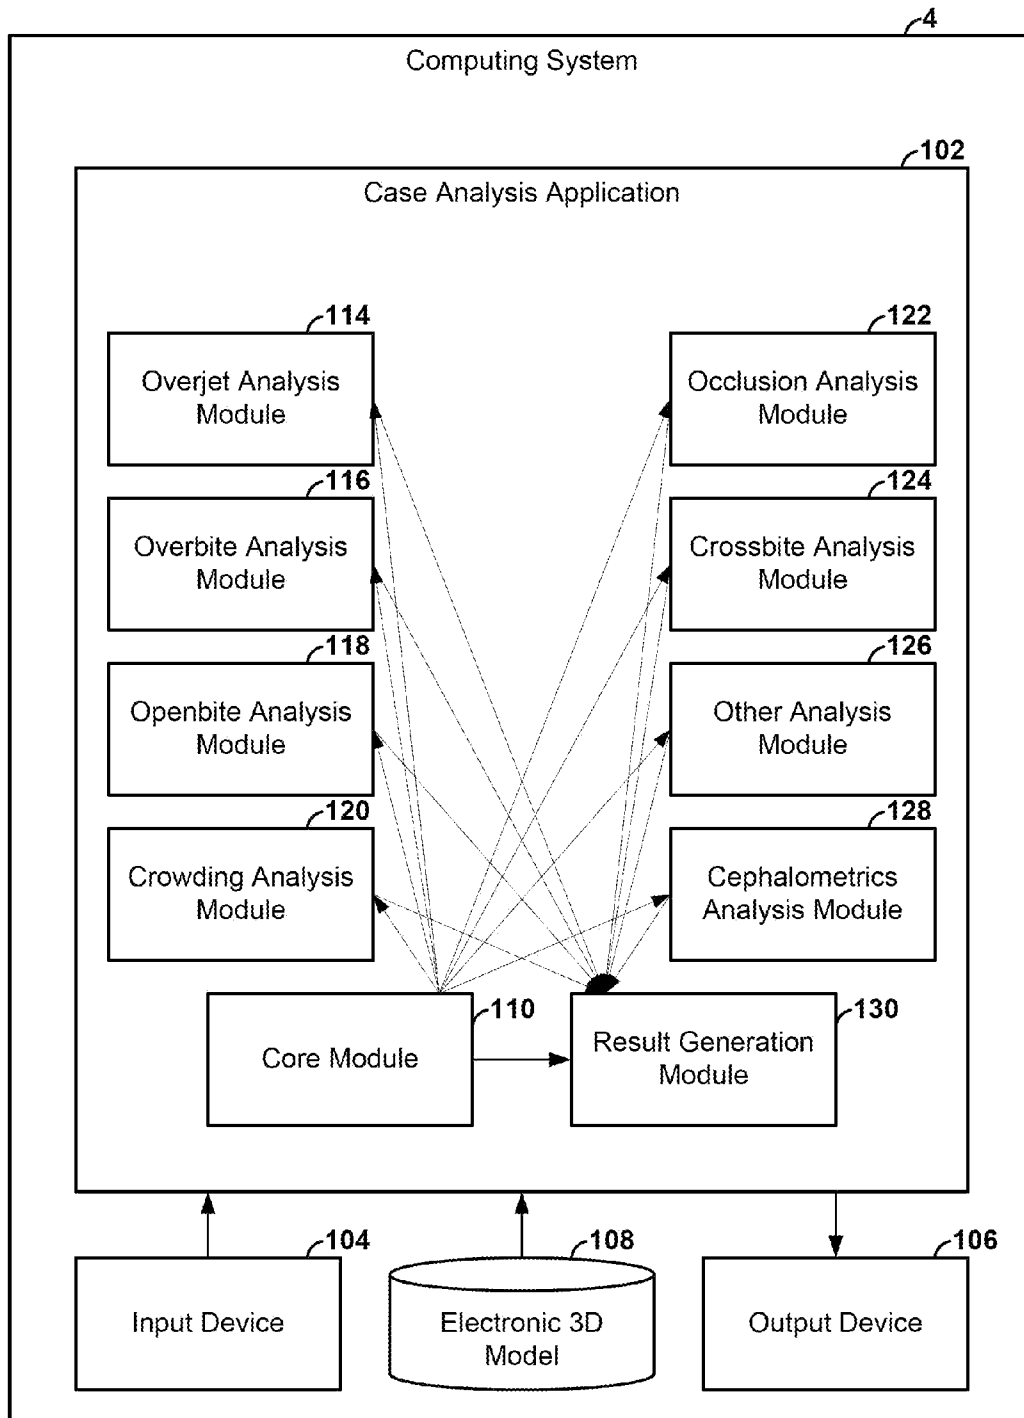 4
Computing System
102
Case Analysis Application
114
Overjet Analysis
Module
122
Occlusion Analysis
Module
116
Overbite Analysis
Module
124
Crossbite Analysis
Module
118
Openbite Analysis
Module
126
Other Analysis
Module
120
Crowding Analysis
Module
128
Cephalometrics
Analysis Module
110
Core Module
130
Result Generation
Module
104
Input Device
108
Electronic 3D
Model
106
Output Device